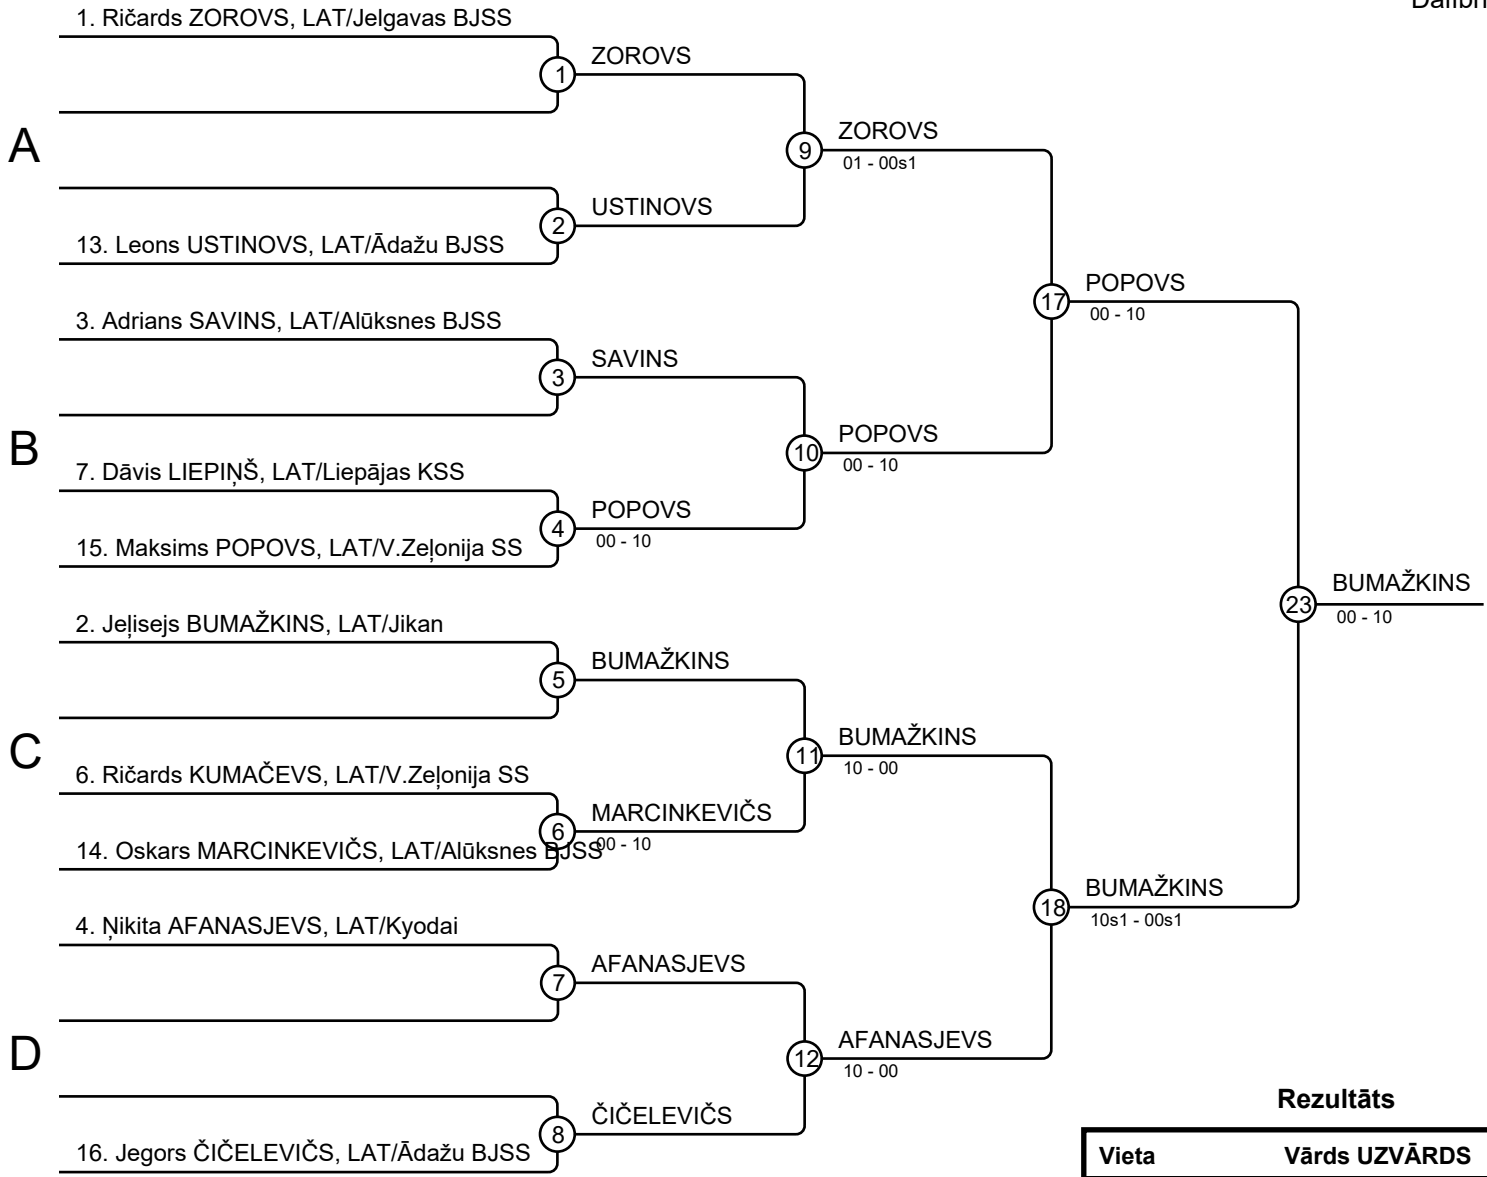 Dalībn
1. Ričards ZOROVS, LAT/Jelgavas BJSS
1
ZOROVS
A
9
ZOROVS
01 - 00s1
2
USTINOVS
13. Leons USTINOVS, LAT/Ādažu BJSS
17
POPOVS
00 - 10
3. Adrians SAVINS, LAT/Alūksnes BJSS
3
SAVINS
B
10
POPOVS
00 - 10
7. Dāvis LIEPIŅŠ, LAT/Liepājas KSS
4
POPOVS
00 - 10
15. Maksims POPOVS, LAT/V.Zeļonija SS
23
BUMAŽKINS
00 - 10
2. Jeļisejs BUMAŽKINS, LAT/Jikan
5
BUMAŽKINS
C
11
BUMAŽKINS
10 - 00
6. Ričards KUMAČEVS, LAT/V.Zeļonija SS
6
MARCINKEVIČS
00 - 10
14. Oskars MARCINKEVIČS, LAT/Alūksnes BJSS
18
BUMAŽKINS
10s1 - 00s1
4. Ņikita AFANASJEVS, LAT/Kyodai
7
AFANASJEVS
D
12
AFANASJEVS
10 - 00
8
ČIČELEVIČS
16. Jegors ČIČELEVIČS, LAT/Ādažu BJSS
Rezultāts
Vieta Vārds UZVĀRDS